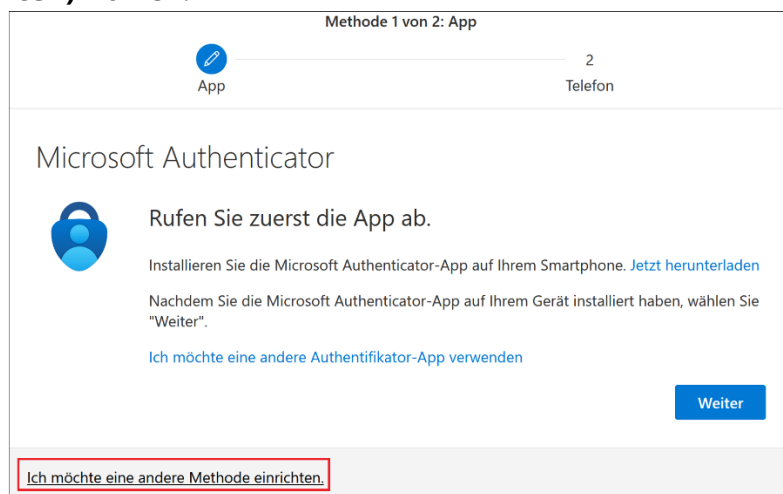 Methode 1 von 2: App
2
App
Telefon
Microsoft Authenticator
Rufen Sie zuerst die App ab.
Installieren Sie die Microsoft Authenticator-App auf Ihrem Smartphone. Jetzt herunterladen
Nachdem Sie die Microsoft Authenticator-App auf Ihrem Gerät installiert haben, wählen Sie
"Weiter".
Ich möchte eine andere Authentifikator-App verwenden
Weiter
Ich möchte eine andere Methode einrichten.